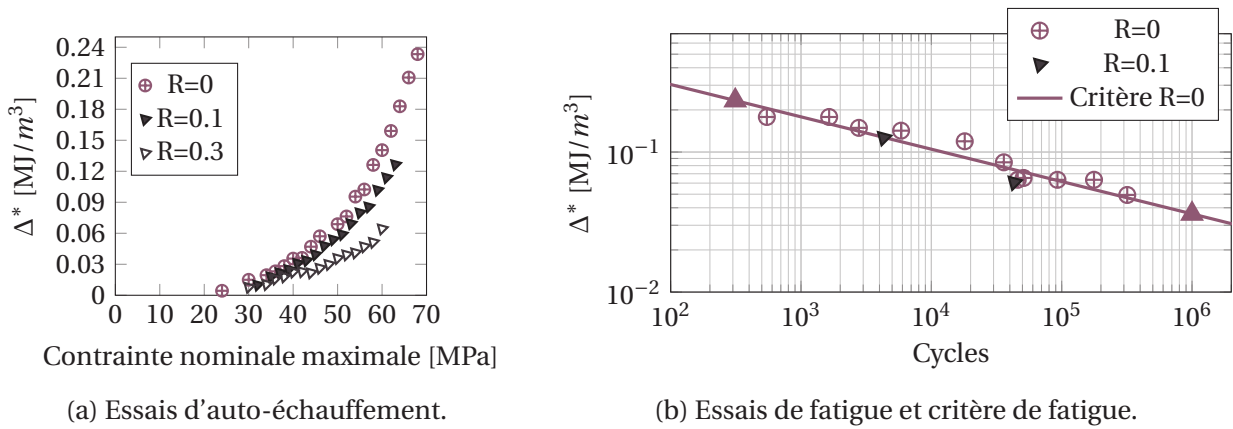 0.24
0.21
0.18
0.15
0.12
0.09
0.06
0.03
0
Δ* [MJ/m³]
R=0
R=0.1
R=0.3
0 10 20 30 40 50 60 70
Contrainte nominale maximale [MPa]
(a) Essais d'auto-échauffement.
R=0
R=0.1
Critère R=0
Δ* [MJ/m³]
10⁻¹
10⁻²
10² 10³ 10⁴ 10⁵ 10⁶
Cycles
(b) Essais de fatigue et critère de fatigue.